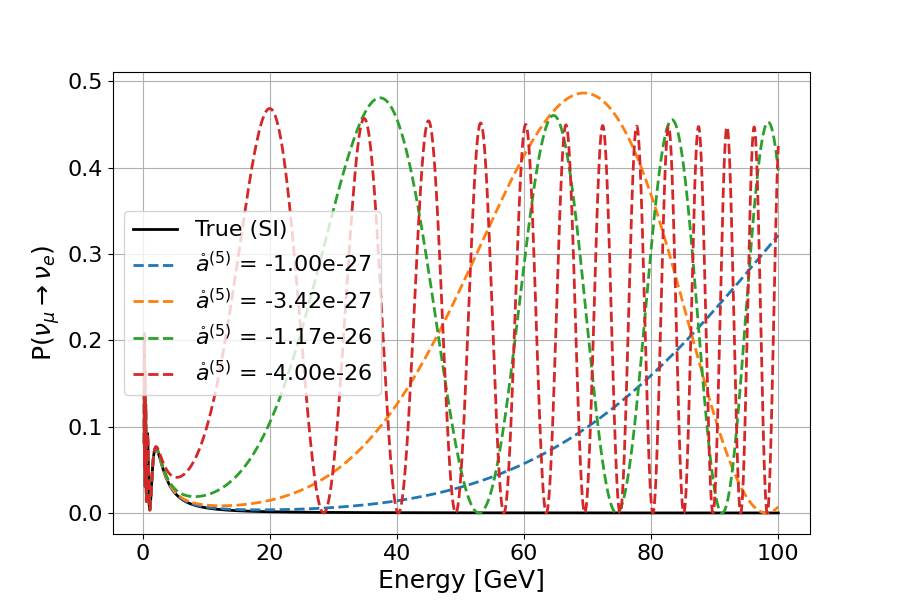 0.5
0.4
0.3
0.2
0.1
0.0
P(νμ → νe)
True (SI)
å(5) = -1.00e-27
å(5) = -3.42e-27
å(5) = -1.17e-26
å(5) = -4.00e-26
0 20 40 60 80 100
Energy [GeV]